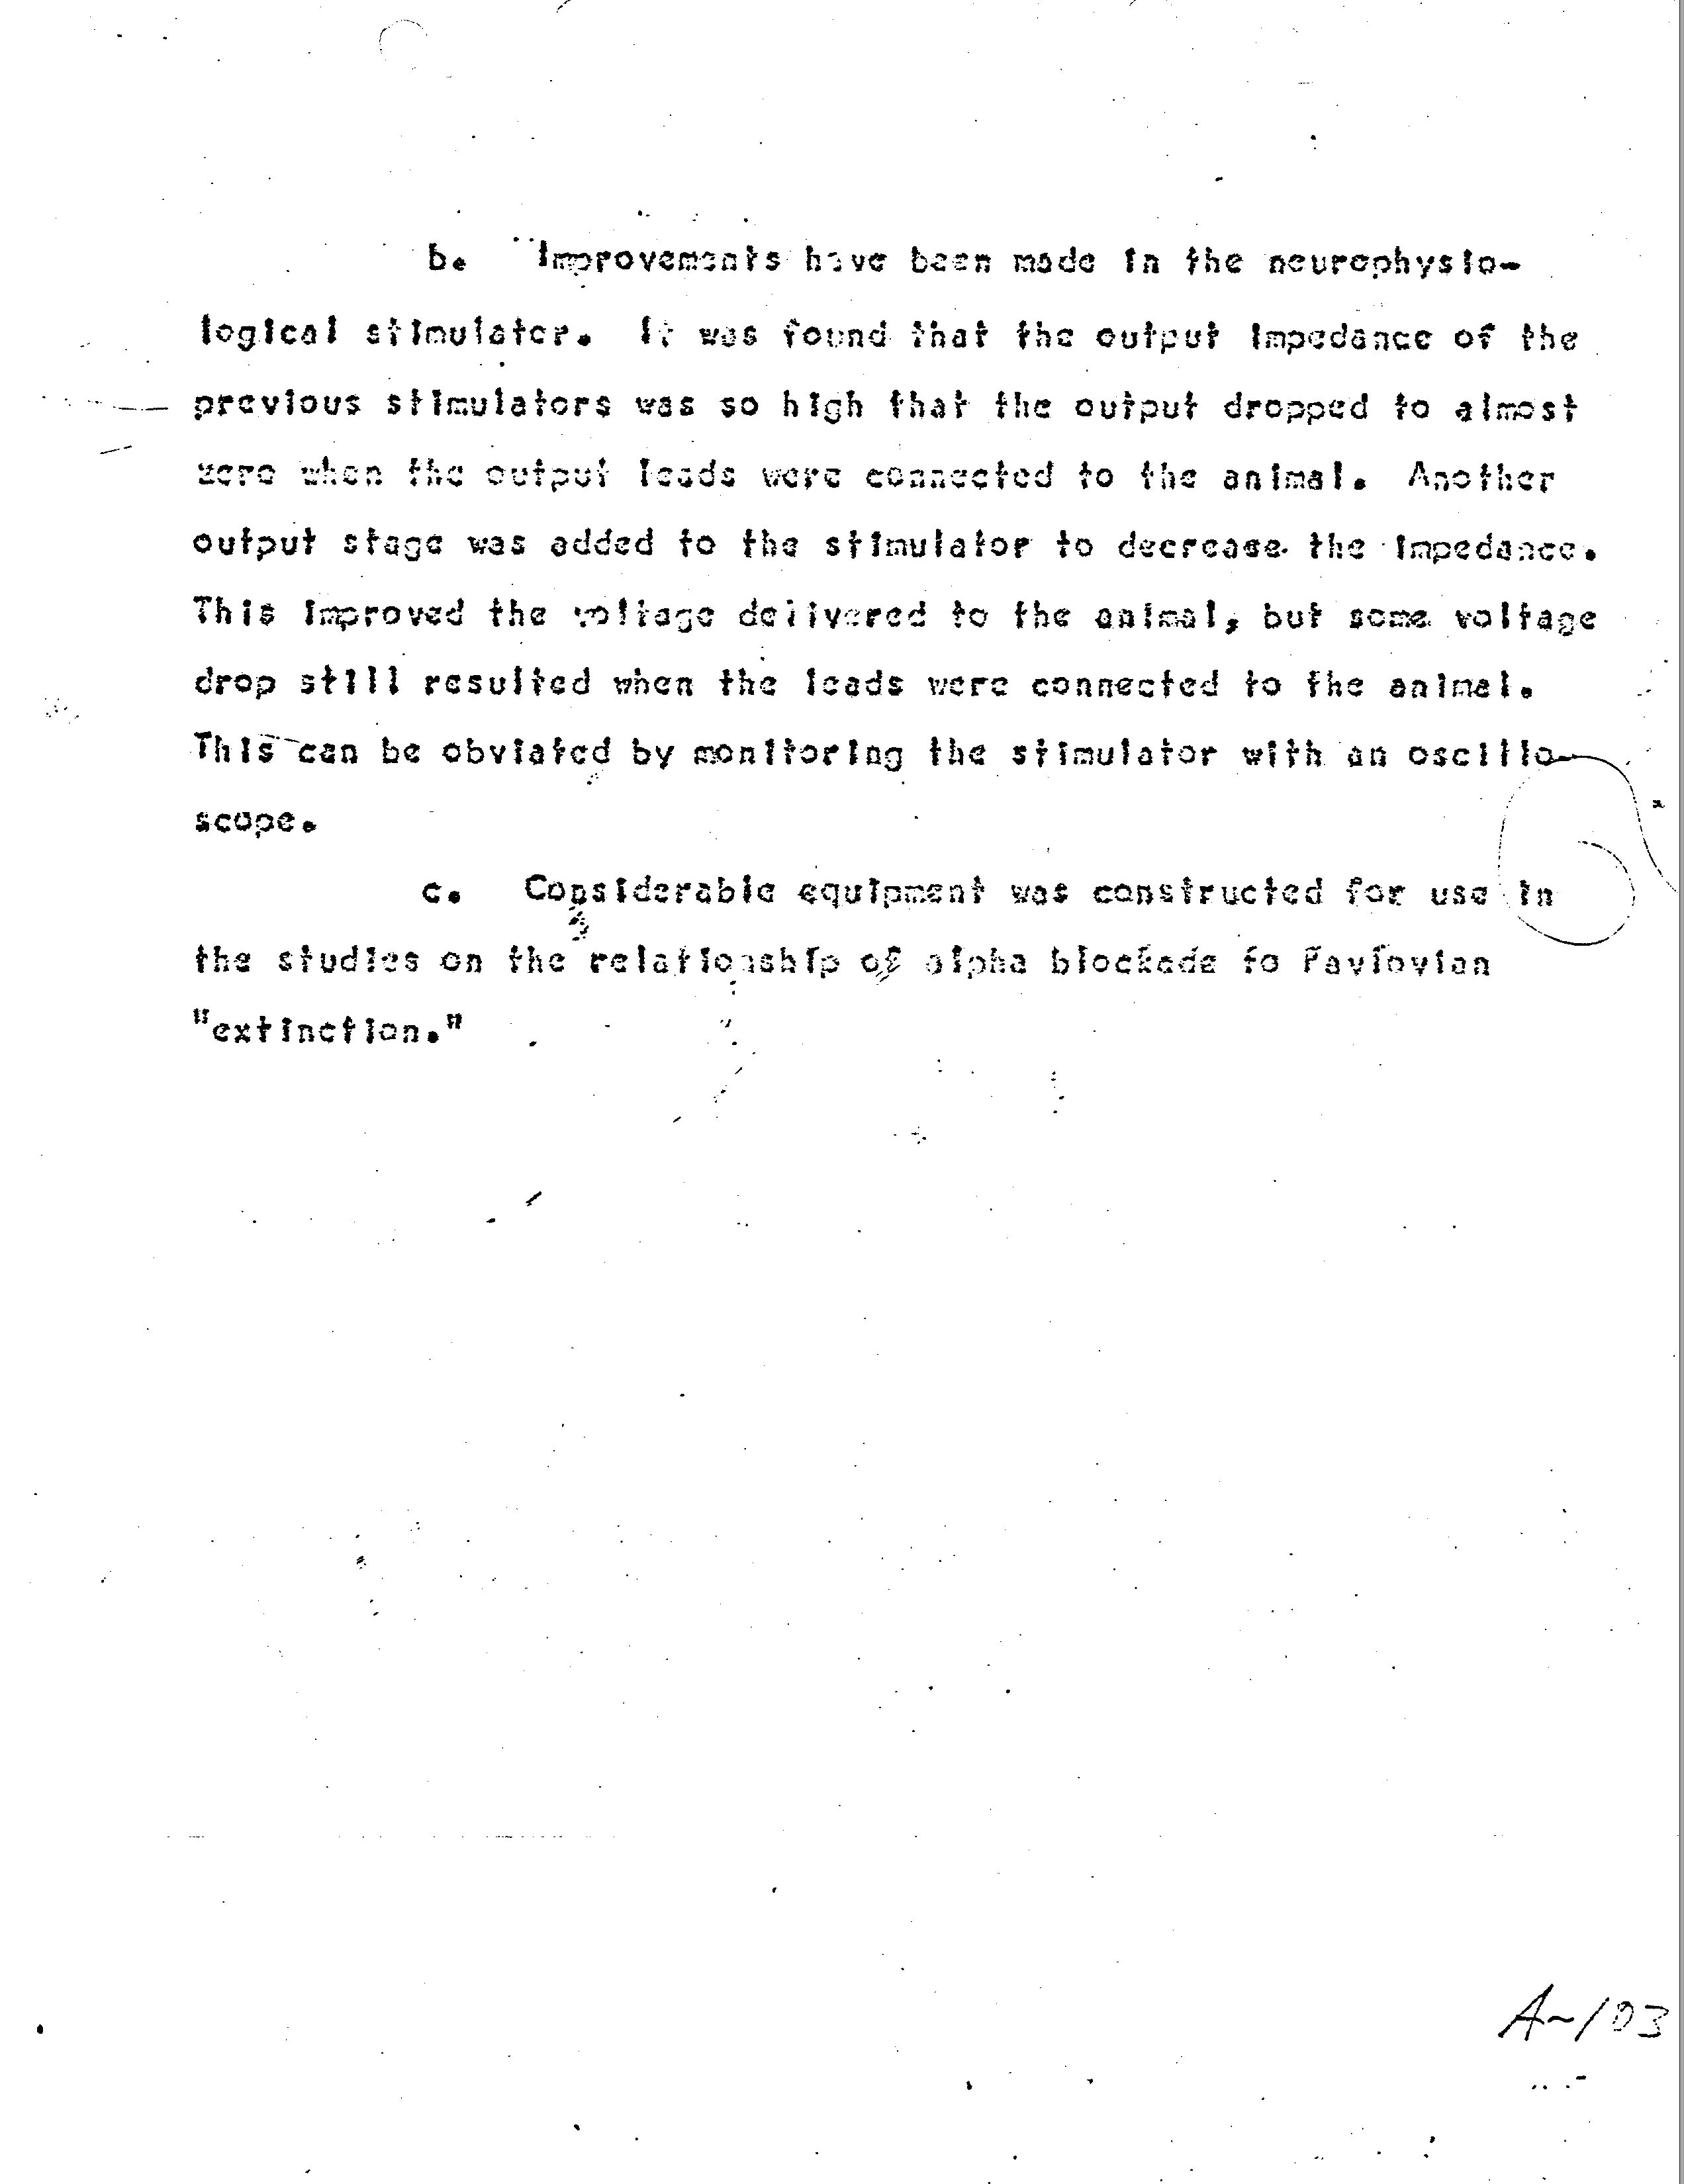 b. Improvements have been made in the neurophysio-
logical stimulator. It was found that the output impedance of the
previous stimulators was so high that the output dropped to almost
zero when the output leads were connected to the animal. Another
output stage was added to the stimulator to decrease the impedance.
This improved the voltage delivered to the animal, but some voltage
drop still resulted when the leads were connected to the animal.
This can be obviated by monitoring the stimulator with an oscillo-
scope.
c. Considerable equipment was constructed for use in
the studies on the relationship of alpha blockade to Pavlovian
"extinction."
A-103